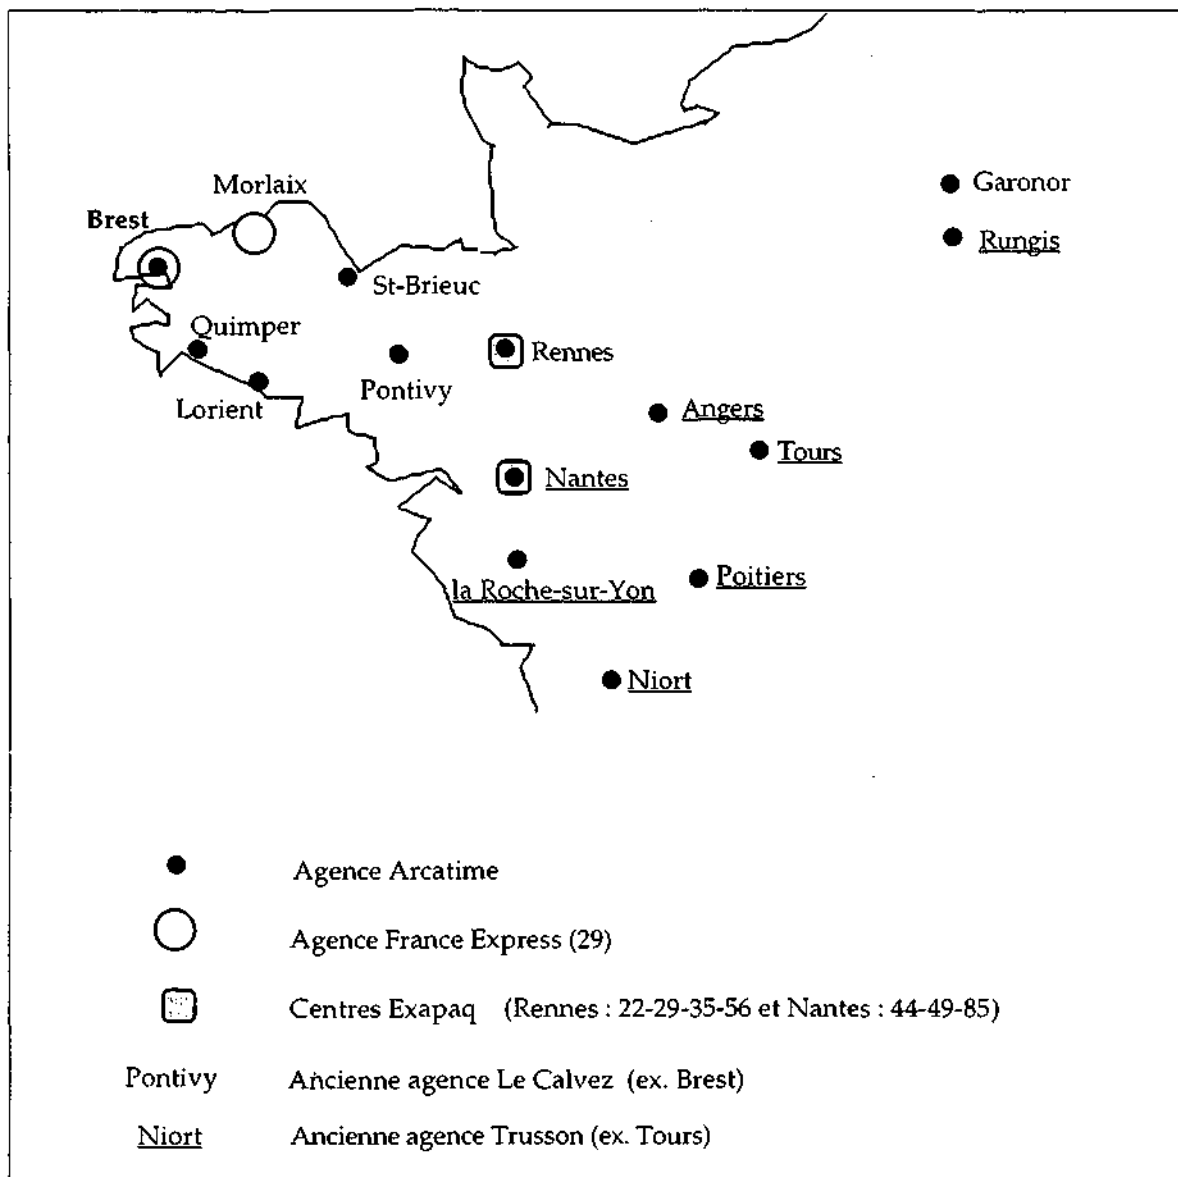 Morlaix
Garonor
Brest
Rungis
St-Brieuc
Quimper
Rennes
Pontivy
Lorient
Angers
Tours
Nantes
la Roche-sur-Yon
Poitiers
Niort
Agence Arcatime
Agence France Express (29)
Centres Exapaq (Rennes : 22-29-35-56 et Nantes : 44-49-85)
Pontivy Ancienne agence Le Calvez (ex. Brest)
Niort Ancienne agence Trusson (ex. Tours)